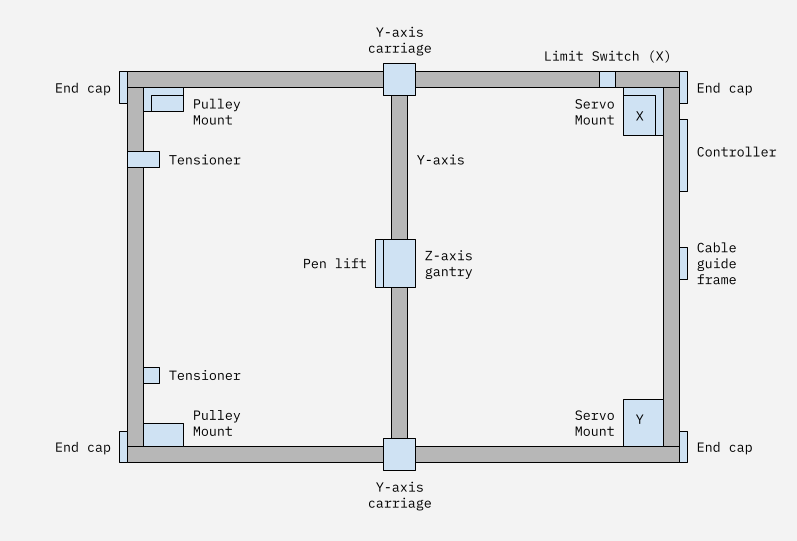 Y-axis
carriage
Limit Switch (X)
End cap
End cap
Pulley
Mount
Servo
Mount
X
Controller
Tensioner
Y-axis
Pen lift
Z-axis
gantry
Cable
guide
frame
Tensioner
Pulley
Mount
Servo
Mount
Y
End cap
End cap
Y-axis
carriage